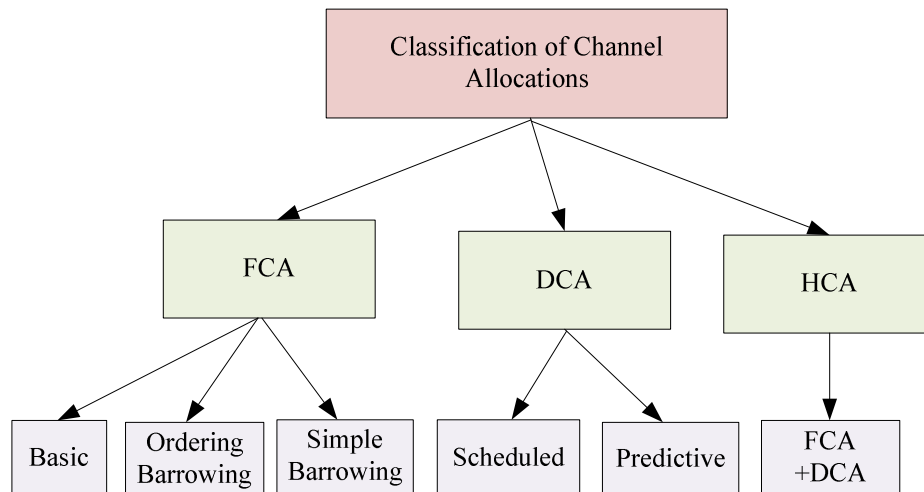 Classification of Channel
Allocations
FCA
DCA
HCA
Basic
Ordering
Barrowing
Simple
Barrowing
Scheduled
Predictive
FCA
+DCA